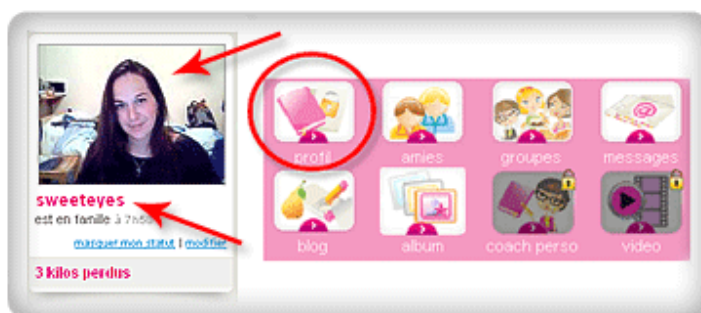 sweeteyes
est en famille à 7h50
masquer mon statut | modifier
3 kilos perdus
profil
amies
groupes
messages
blog
album
coach perso
video